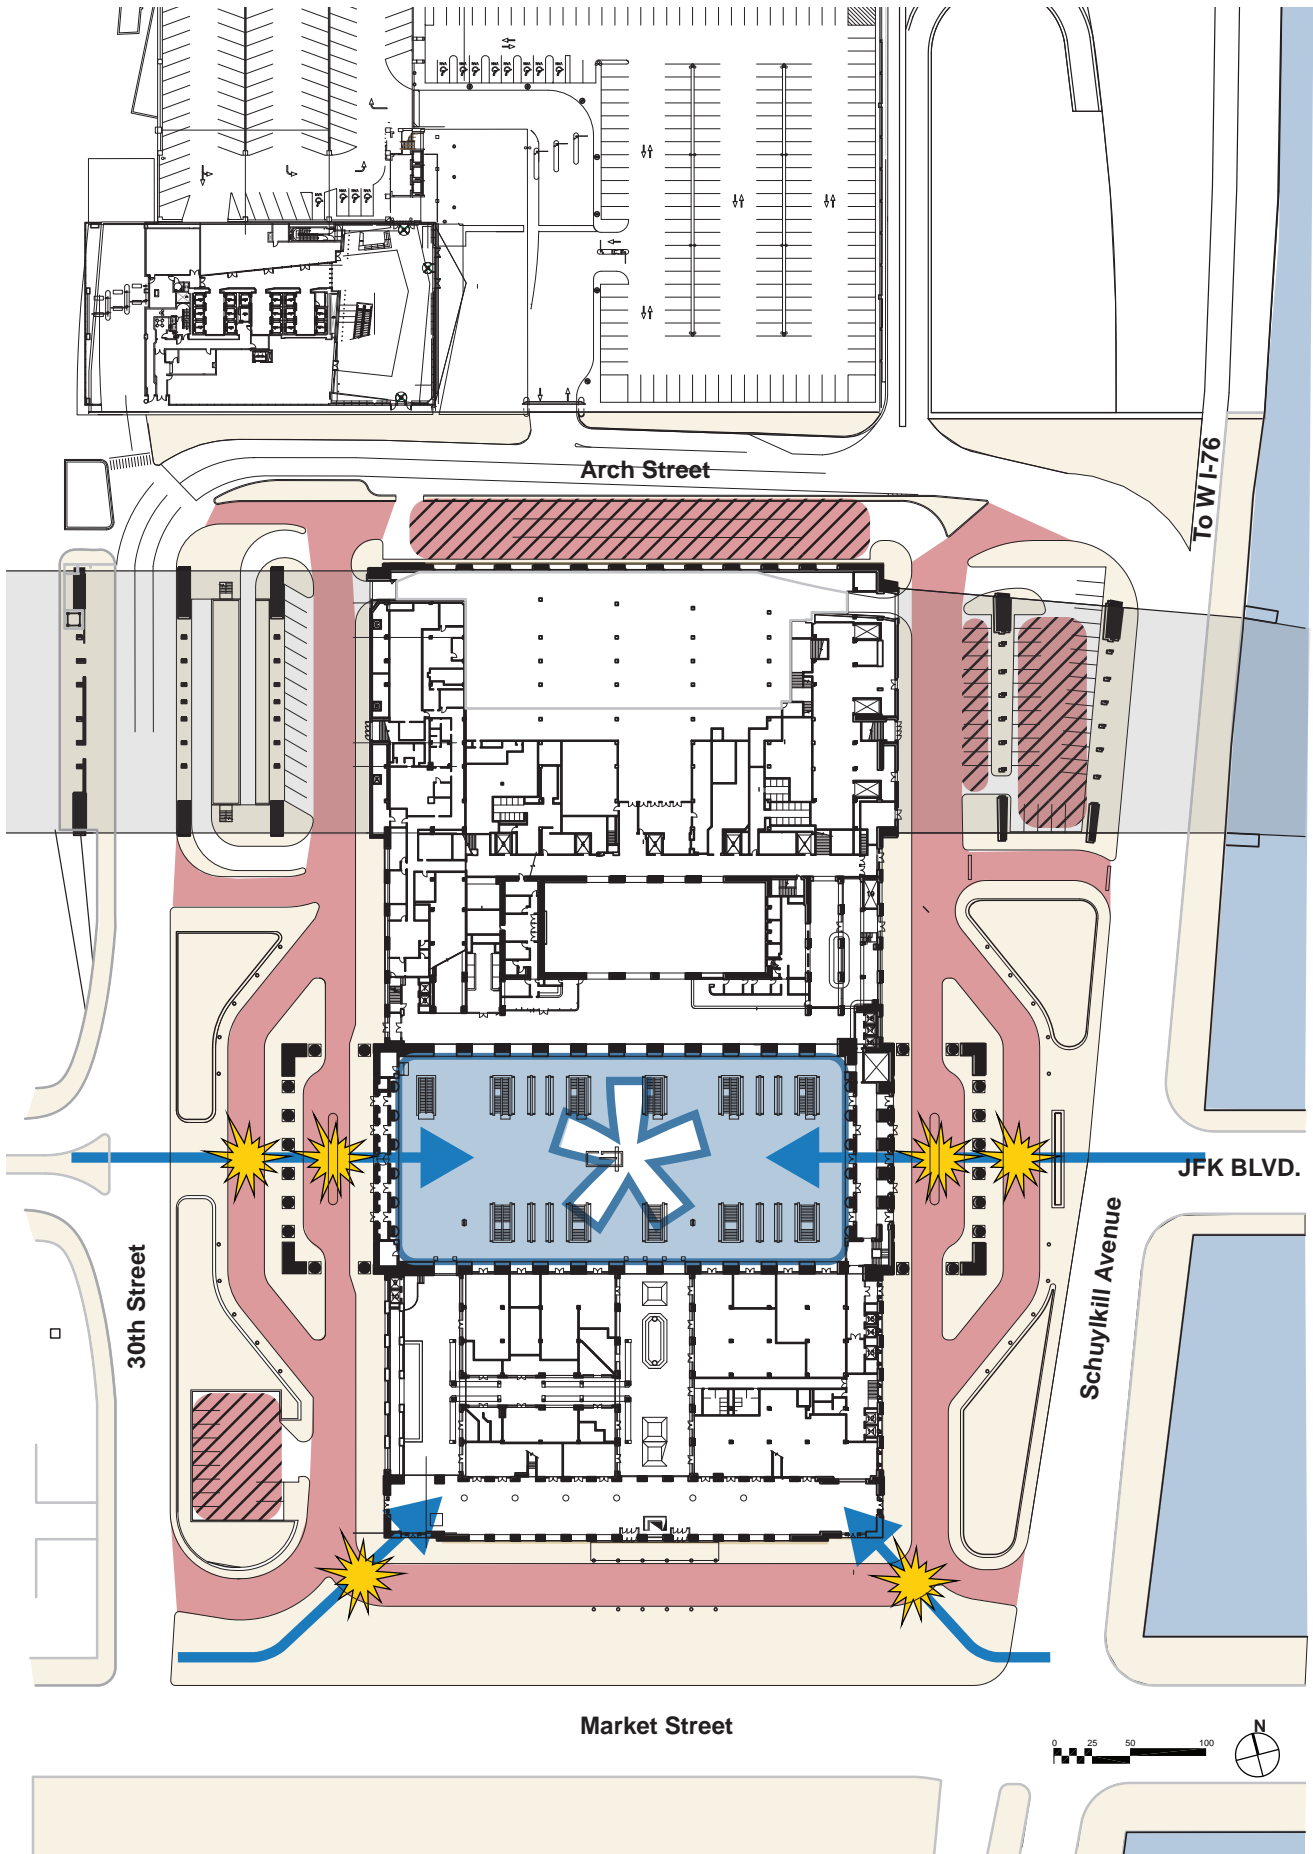 Arch Street
To W I-76
JFK BLVD.
30th Street
Schuylkill Avenue
Market Street
0 25 50 100
N